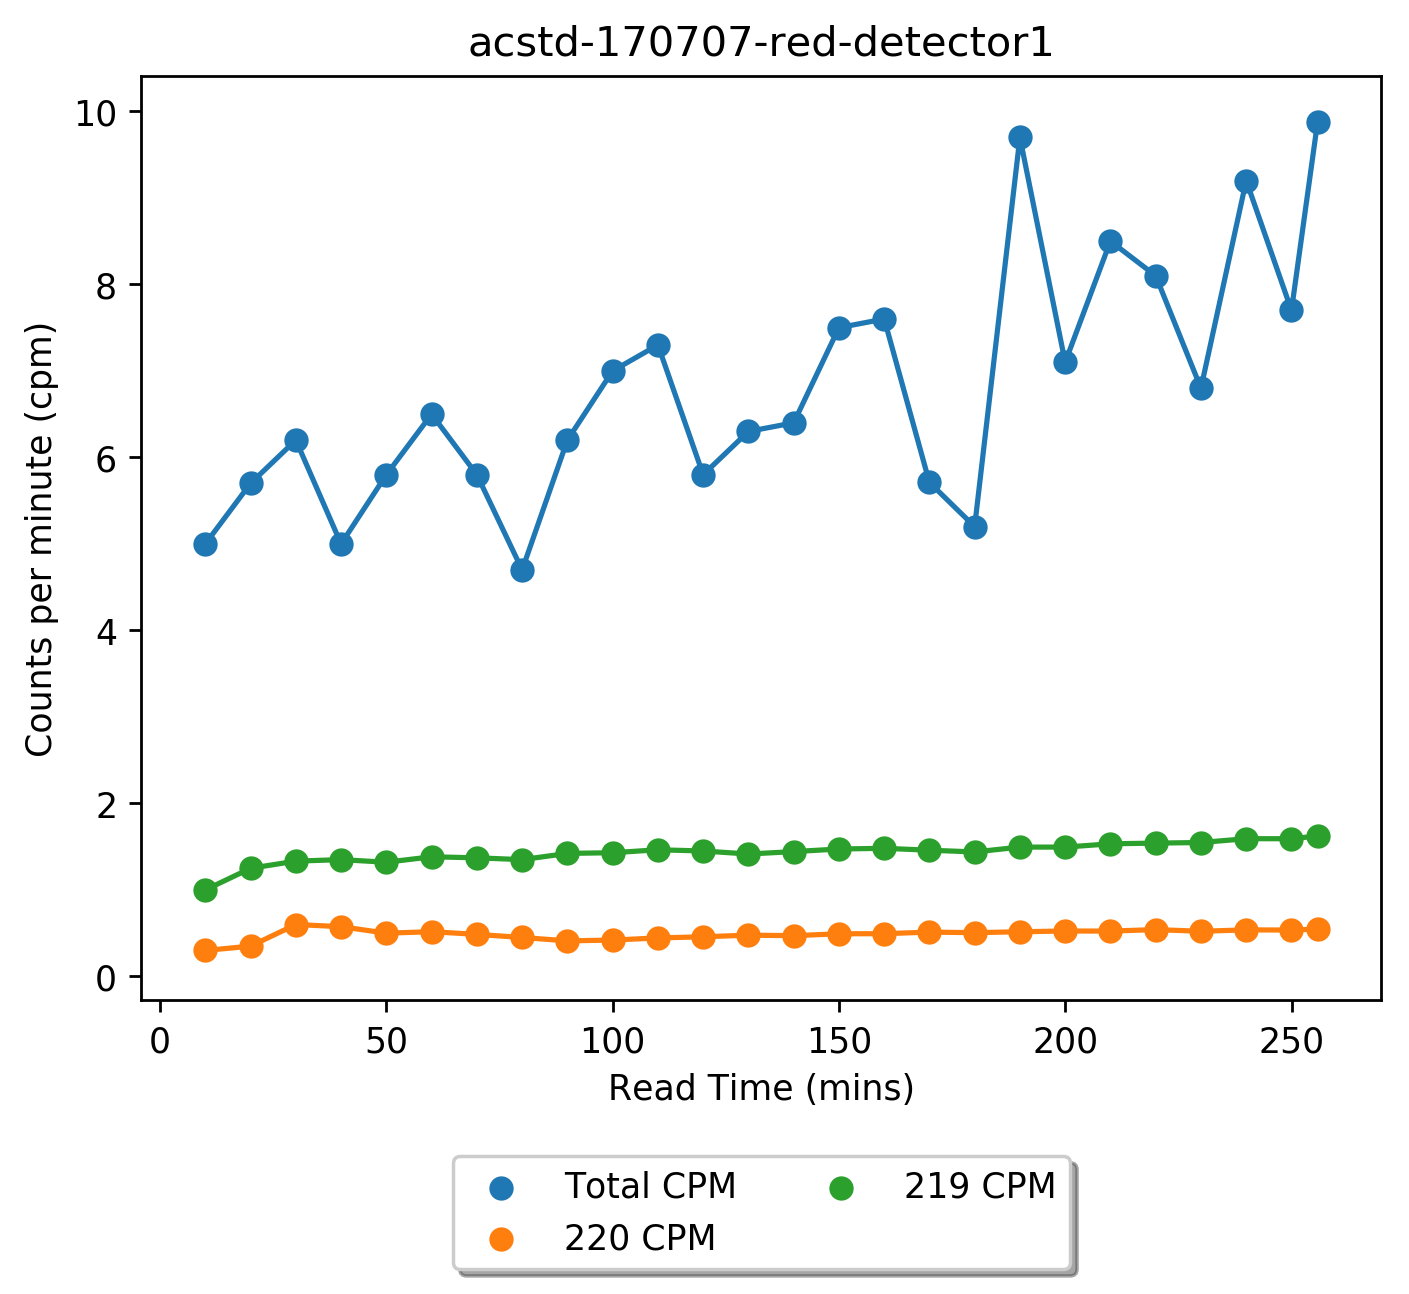 acstd-170707-red-detector1
10
8
6
4
2
0
Counts per minute (cpm)
0 50 100 150 200 250
Read Time (mins)
Total CPM 219 CPM
220 CPM